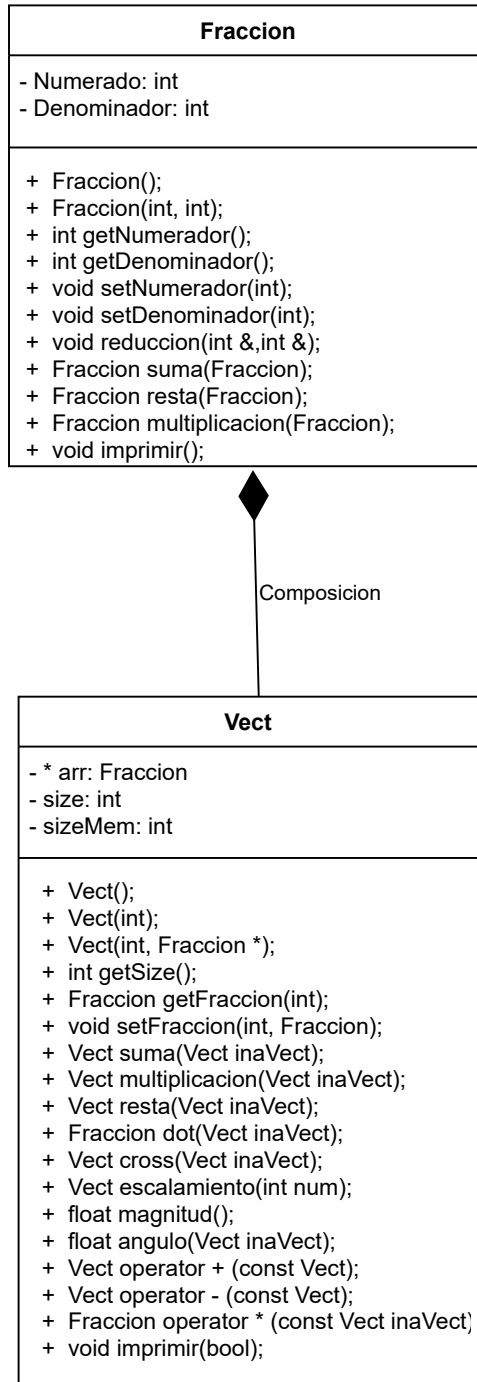 Fraccion
- Numerado: int
- Denominador: int
+ Fraccion();
+ Fraccion(int, int);
+ int getNumerador();
+ int getDenominador();
+ void setNumerador(int);
+ void setDenominador(int);
+ void reduccion(int &,int &);
+ Fraccion suma(Fraccion);
+ Fraccion resta(Fraccion);
+ Fraccion multiplicacion(Fraccion);
+ void imprimir();
Composicion
Vect
- * arr: Fraccion
- size: int
- sizeMem: int
+ Vect();
+ Vect(int);
+ Vect(int, Fraccion *);
+ int getSize();
+ Fraccion getFraccion(int);
+ void setFraccion(int, Fraccion);
+ Vect suma(Vect inaVect);
+ Vect multiplicacion(Vect inaVect);
+ Vect resta(Vect inaVect);
+ Fraccion dot(Vect inaVect);
+ Vect cross(Vect inaVect);
+ Vect escalamiento(int num);
+ float magnitud();
+ float angulo(Vect inaVect);
+ Vect operator + (const Vect);
+ Vect operator - (const Vect);
+ Fraccion operator * (const Vect inaVect)
+ void imprimir(bool);